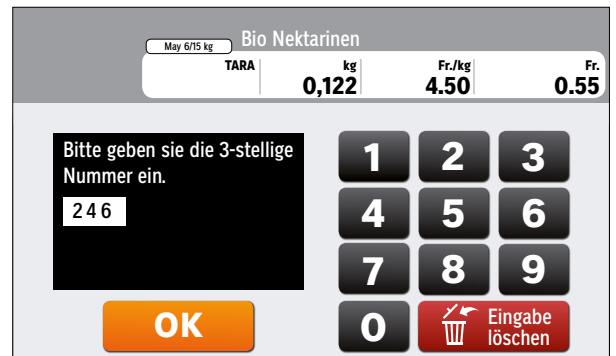 Bio Nektarinen
May 6/15 kg
TARA kg Fr./kg Fr.
0,122 4.50 0.55
Bitte geben sie die 3-stellige
Nummer ein.
246
1 2 3
4 5 6
7 8 9
OK
0
Eingabe
löschen